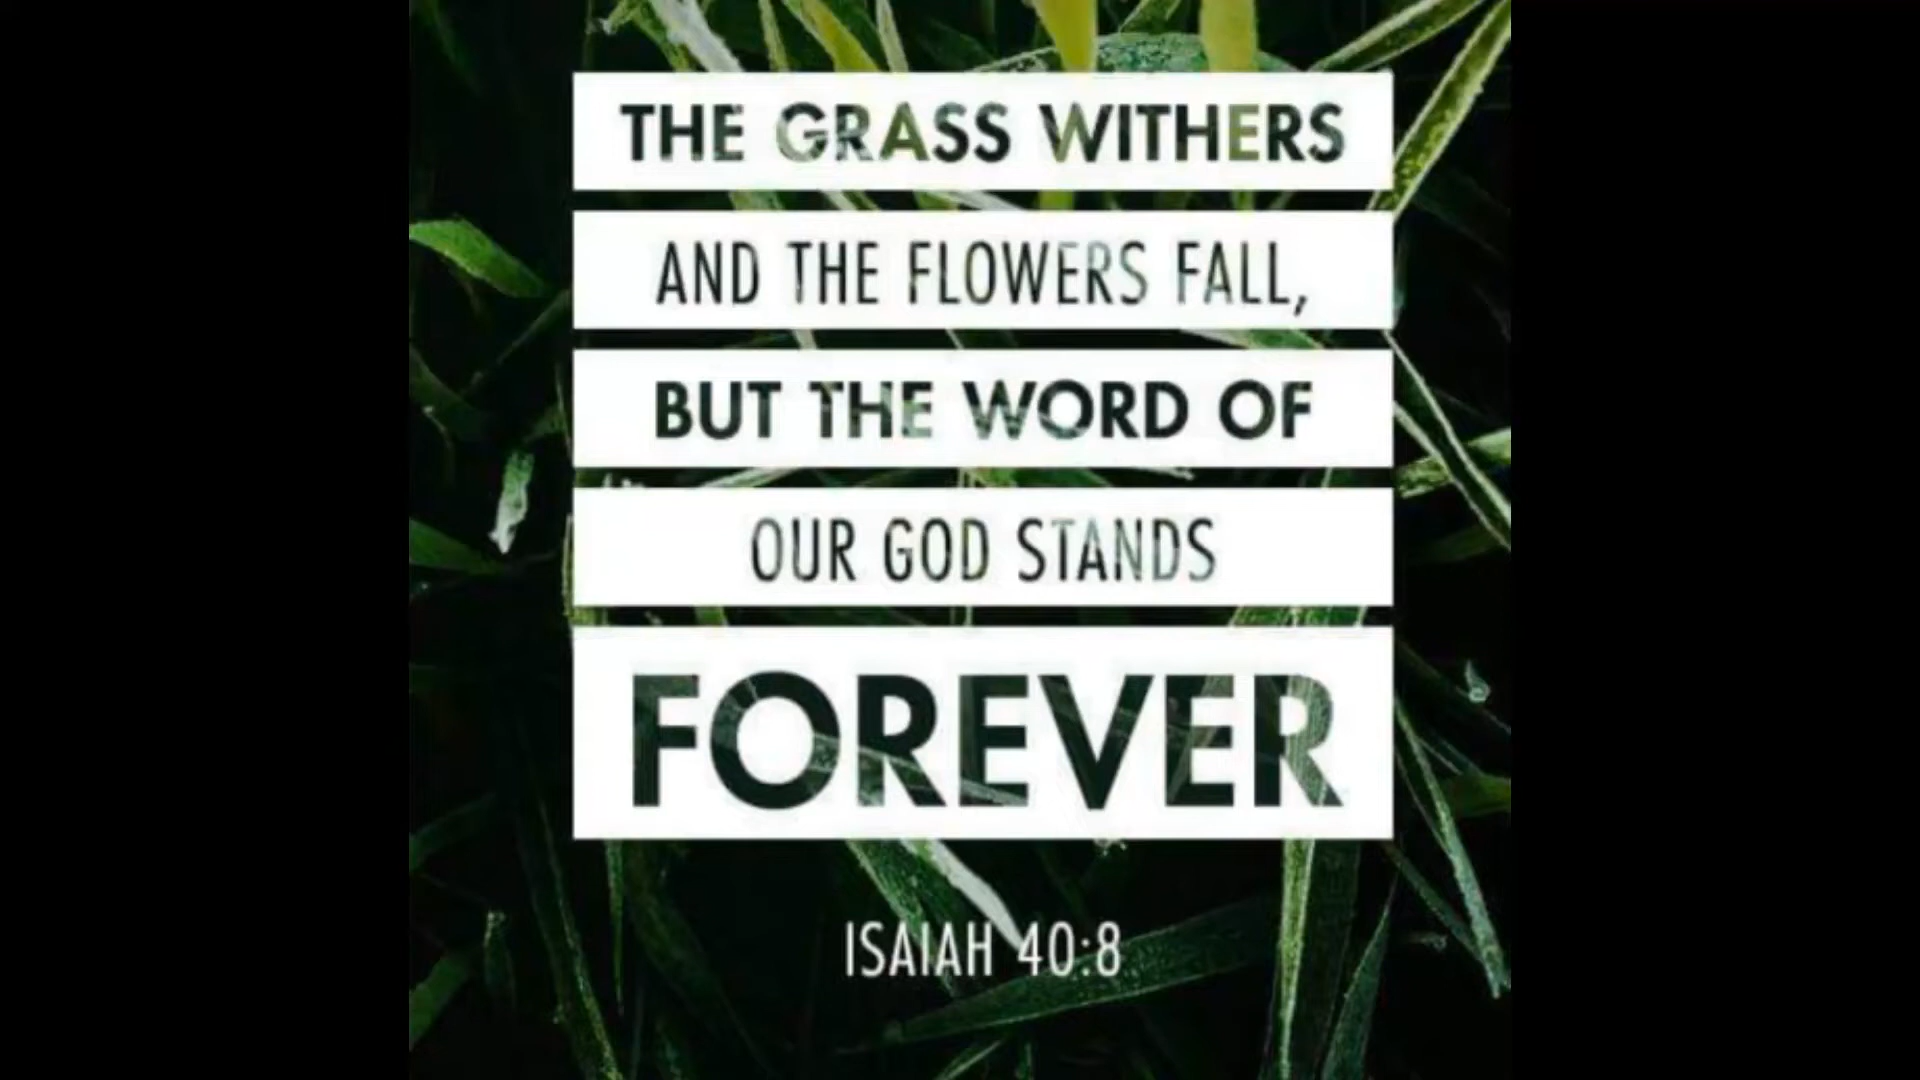 THE GRASS WITHERS
AND THE FLOWERS FALL,
BUT THE WORD OF
OUR GOD STANDS
FOREVER
ISAIAH 40:8